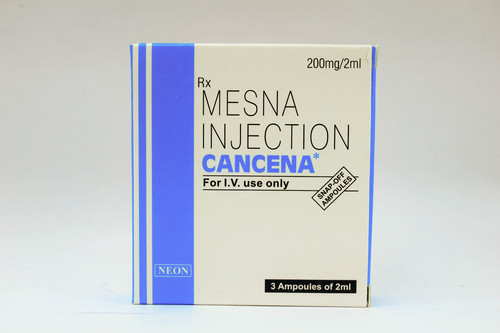 200mg/2ml
Rx
MESNA
INJECTION
CANCENA*
For I.V. use only
SNAP-OFF
AMPOULES
NEON
3 Ampoules of 2ml